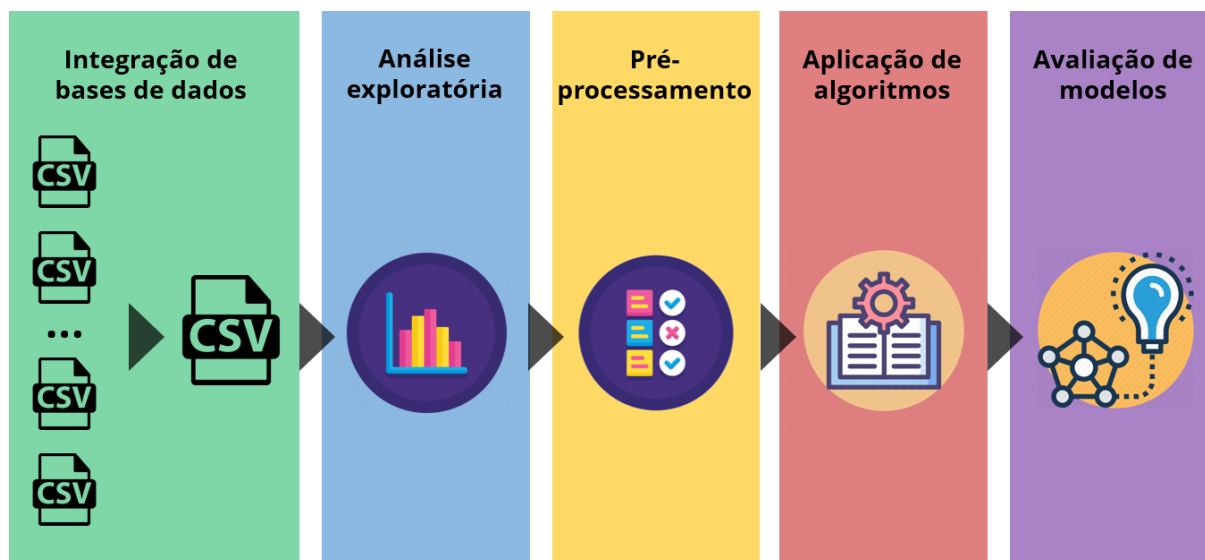 Integração de
bases de dados
Análise
exploratória
Pré-
processamento
Aplicação de
algoritmos
Avaliação de
modelos
CSV
CSV
CSV
...
CSV
CSV